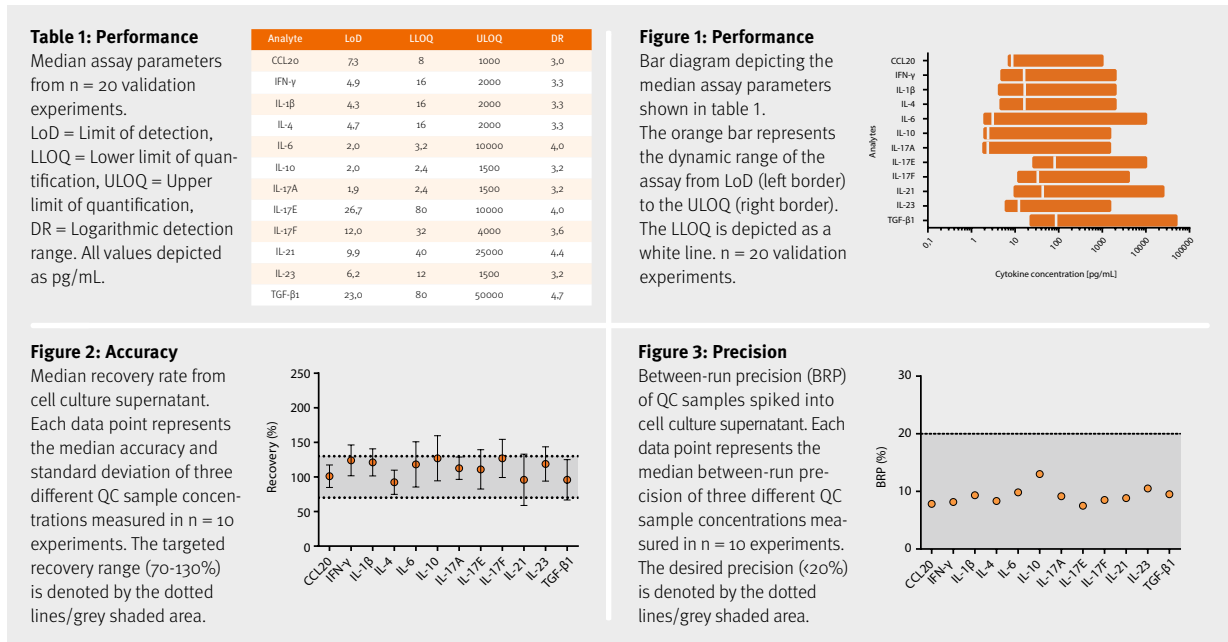 Table 1: Performance
Median assay parameters
from n = 20 validation
experiments.
LoD = Limit of detection,
LLOQ = Lower limit of quan-
tification, ULOQ = Upper
limit of quantification,
DR = Logarithmic detection
range. All values depicted
as pg/mL.
Analyte LoD LLOQ ULOQ DR
CCL20 7,3 8 1000 3,0
IFN-γ 4,9 16 2000 3,3
IL-1β 4,3 16 2000 3,3
IL-4 4,7 16 2000 3,3
IL-6 2,0 3,2 10000 4,0
IL-10 2,0 2,4 1500 3,2
IL-17A 1,9 2,4 1500 3,2
IL-17E 26,7 80 10000 4,0
IL-17F 12,0 32 4000 3,6
IL-21 9,9 40 25000 4,4
IL-23 6,2 12 1500 3,2
TGF-β1 23,0 80 50000 4,7
Figure 1: Performance
Bar diagram depicting the
median assay parameters
shown in table 1.
The orange bar represents
the dynamic range of the
assay from LoD (left border)
to the ULOQ (right border).
The LLOQ is depicted as a
white line. n = 20 validation
experiments.
Analytes
CCL20
IFN-γ
IL-1β
IL-4
IL-6
IL-10
IL-17A
IL-17E
IL-17F
IL-21
IL-23
TGF-β1
0,1 1 10 100 1000 10000 100000
Cytokine concentration [pg/mL]
Figure 2: Accuracy
Median recovery rate from
cell culture supernatant.
Each data point represents
the median accuracy and
standard deviation of three
different QC sample concen-
trations measured in n = 10
experiments. The targeted
recovery range (70-130%)
is denoted by the dotted
lines/grey shaded area.
Recovery (%)
250
200
150
100
50
0
CCL20 IFN-γ IL-1β IL-4 IL-6 IL-10 IL-17A IL-17E IL-17F IL-21 IL-23 TGF-β1
Figure 3: Precision
Between-run precision (BRP)
of QC samples spiked into
cell culture supernatant. Each
data point represents the
median between-run pre-
cision of three different QC
sample concentrations mea-
sured in n = 10 experiments.
The desired precision (<20%)
is denoted by the dotted
lines/grey shaded area.
BRP (%)
30
20
10
0
CCL20 IFN-γ IL-1β IL-4 IL-6 IL-10 IL-17A IL-17E IL-17F IL-21 IL-23 TGF-β1